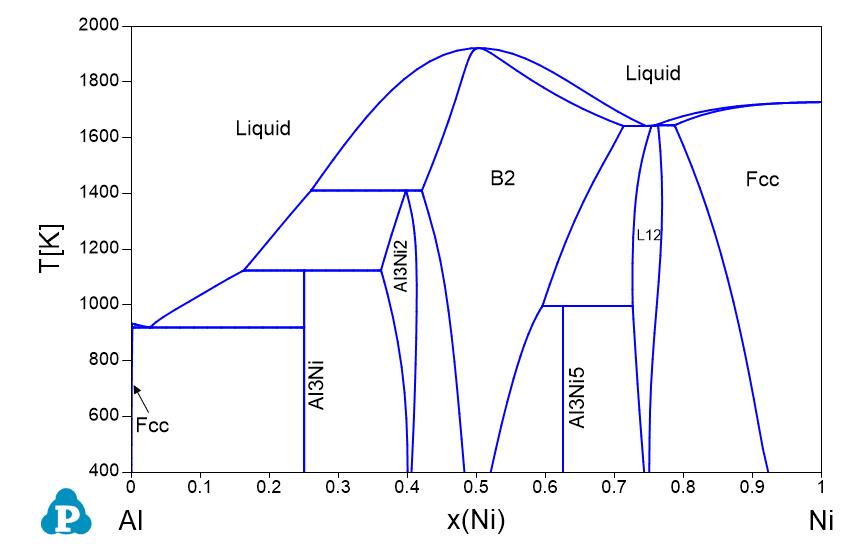 2000
1800
1600
1400
1200
1000
800
600
400
T[K]
Liquid
Liquid
B2
Fcc
L12
Al3Ni2
Al3Ni
Al3Ni5
Fcc
0 0.1 0.2 0.3 0.4 0.5 0.6 0.7 0.8 0.9 1
P Al x(Ni) Ni